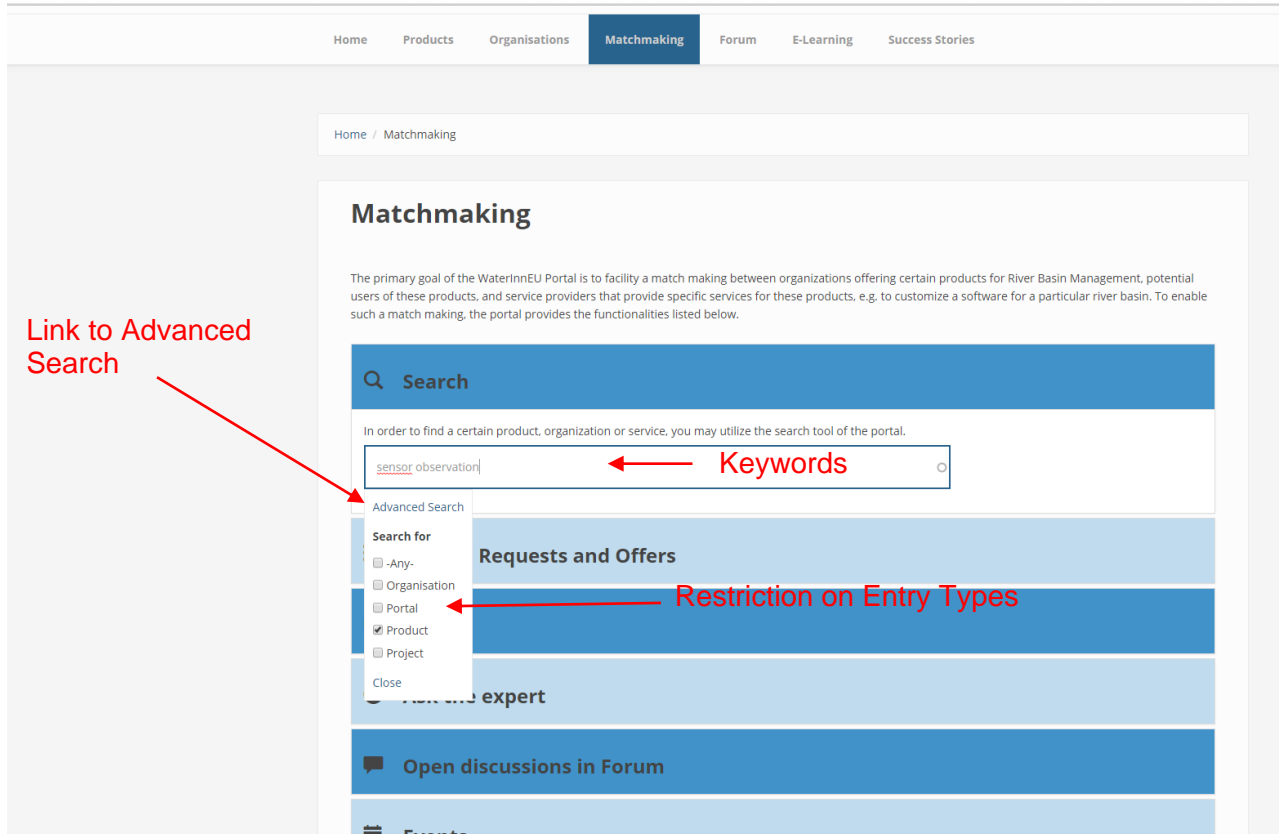 Home Products Organisations Matchmaking Forum E-Learning Success Stories
Home / Matchmaking
Matchmaking
The primary goal of the WaterInnEU Portal is to facility a match making between organizations offering certain products for River Basin Management, potential
users of these products, and service providers that provide specific services for these products, e.g. to customize a software for a particular river basin. To enable
such a match making, the portal provides the functionalities listed below.
Link to Advanced
Search
Search
In order to find a certain product, organization or service, you may utilize the search tool of the portal.
sensor observation
Keywords
Advanced Search
Search for
-Any-
Organisation
Portal
Product
Project
Close
Requests and Offers
Restriction on Entry Types
expert
Open discussions in Forum
Events